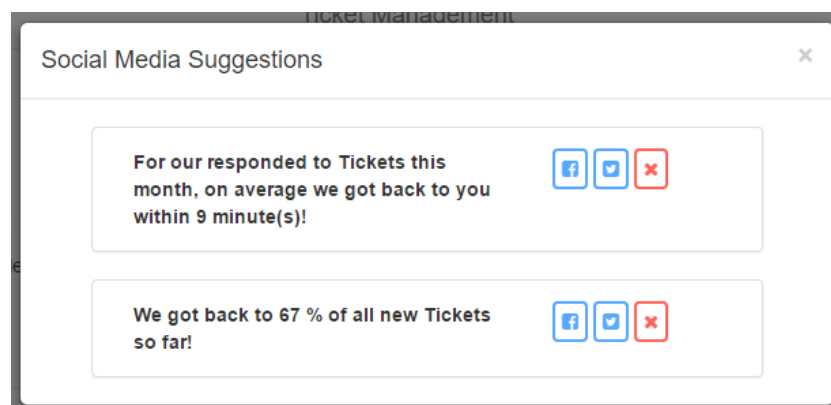 Ticket Management
Social Media Suggestions
For our responded to Tickets this
month, on average we got back to you
within 9 minute(s)!
We got back to 67 % of all new Tickets
so far!